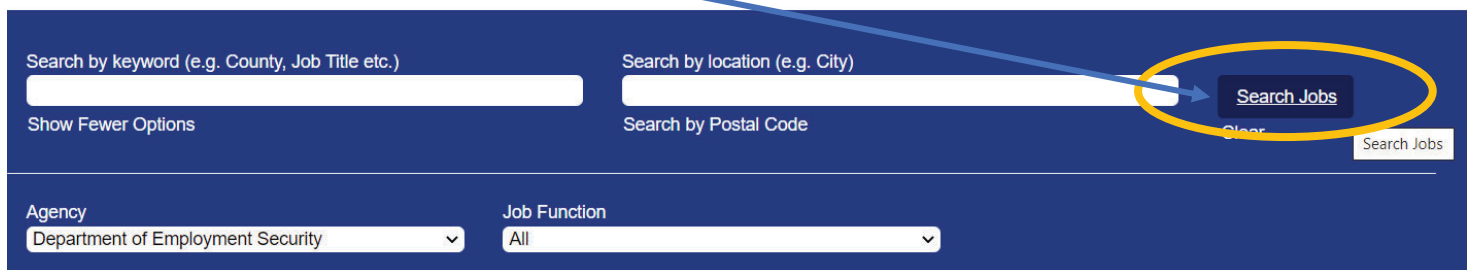 Search by keyword (e.g. County, Job Title etc.)
Search by location (e.g. City)
Search Jobs
Show Fewer Options
Search by Postal Code
Clear
Search Jobs
Agency
Job Function
Department of Employment Security
All